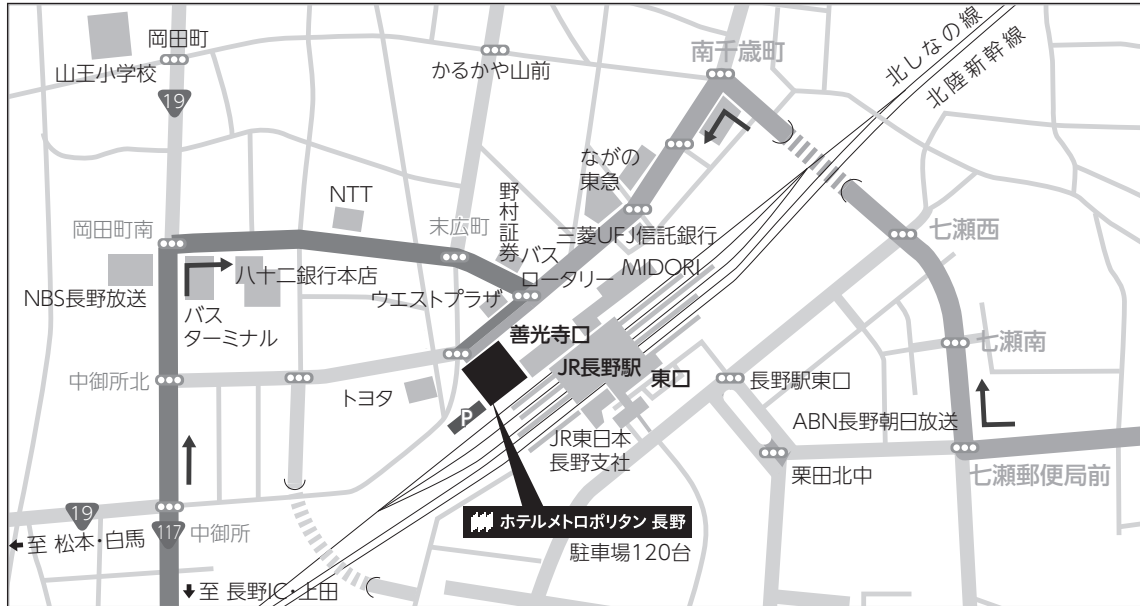 岡田町
山王小学校
19
かるかや山前
南千歳町
北しなの線
北陸新幹線
ながの
東急
NTT
野村証券
末広町
岡田町南
三菱UFJ信託銀行
七瀬西
NBS長野放送
八十二銀行本店
バス
ロータリー
MIDORI
ウエストプラザ
バス
ターミナル
善光寺口
JR長野駅
東口
七瀬南
中御所北
トヨタ
長野駅東口
P
ABN長野朝日放送
JR東日本
長野支社
栗田北中
七瀬郵便局前
19
117
中御所
至 松本・白馬
ホテルメトロポリタン 長野
駐車場120台
至 長野IC・上田